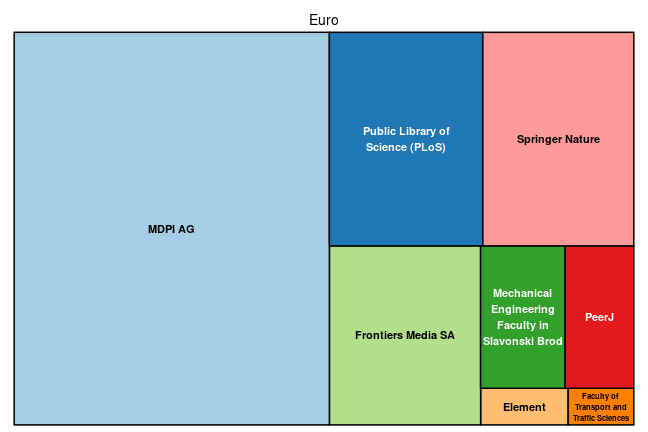 Euro
MDPI AG
Public Library of
Science (PLoS)
Springer Nature
Frontiers Media SA
Mechanical
Engineering
Faculty in
Slavonski Brod
PeerJ
Element
Faculty of
Transport and
Traffic Sciences